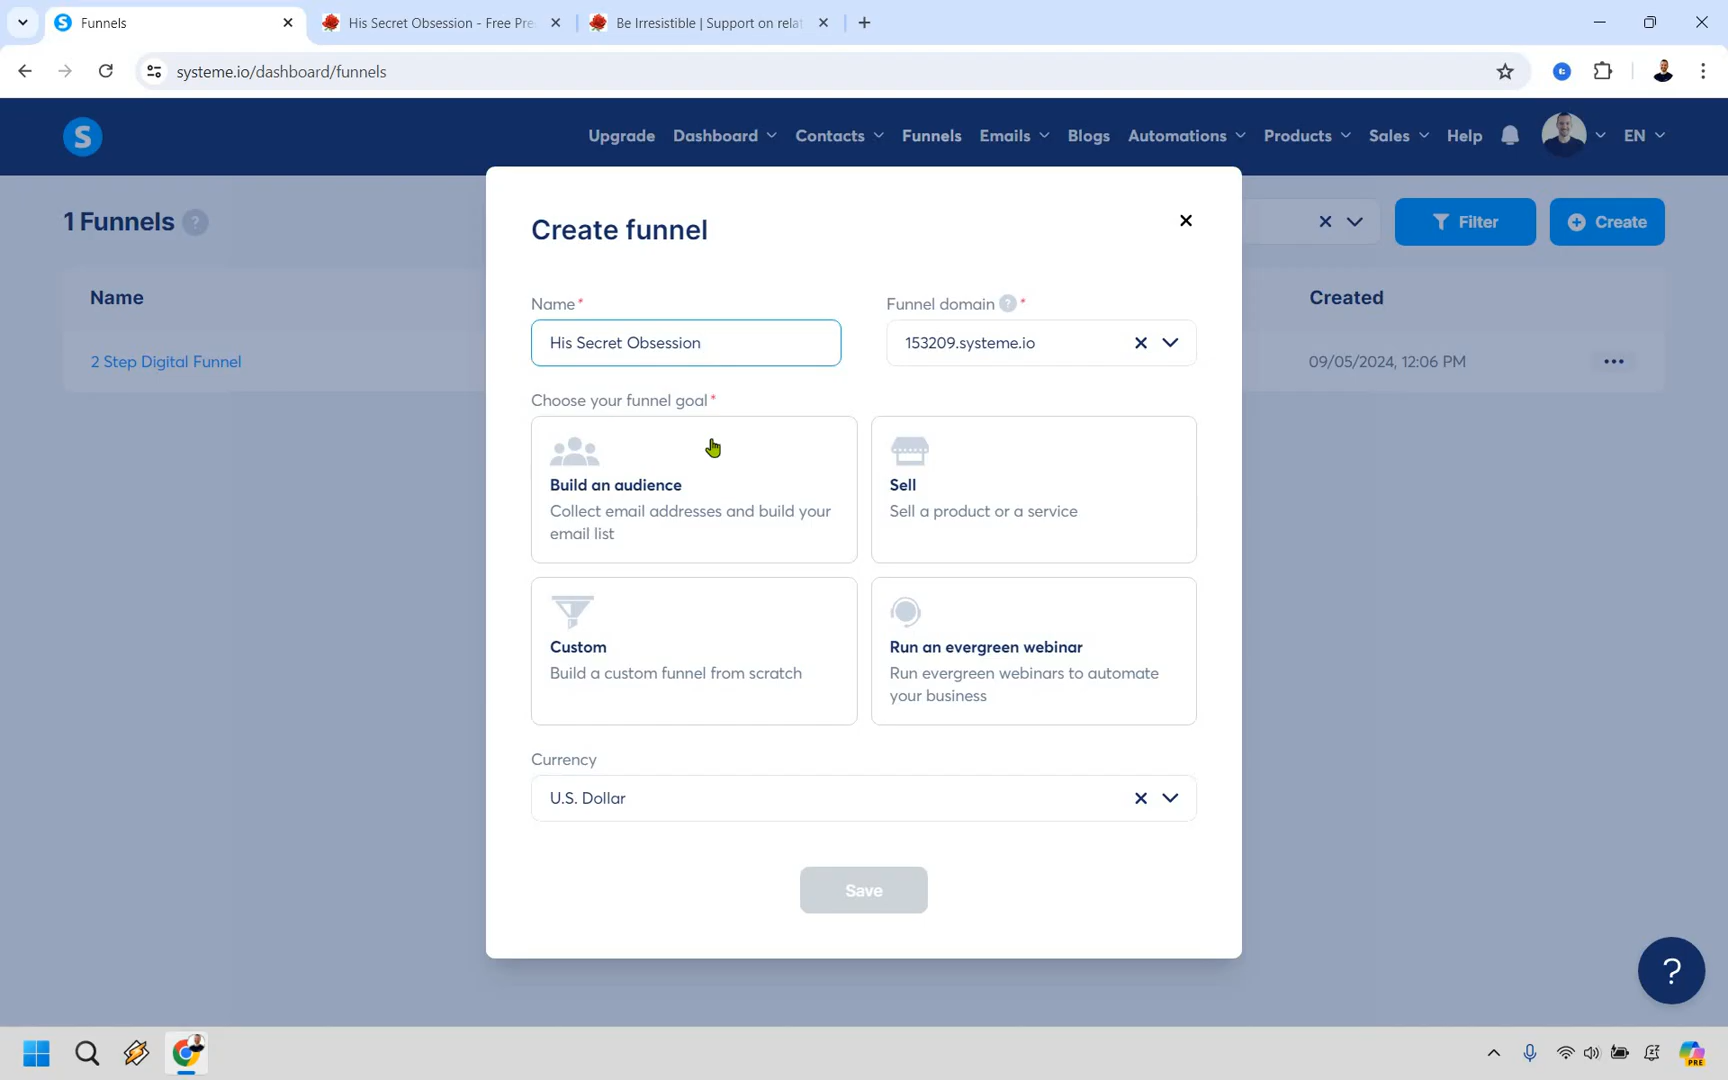 Funnels
His Secret Obsession - Free Pre
Be Irresistible | Support on rela
systeme.io/dashboard/funnels
S
Upgrade Dashboard Contacts Funnels Emails Blogs Automations Products Sales Help EN
1 Funnels ?
Filter
Create
Name
Created
2 Step Digital Funnel
09/05/2024, 12:06 PM
Create funnel
Name*
Funnel domain ? *
His Secret Obsession
153209.systeme.io
Choose your funnel goal*
Build an audience
Collect email addresses and build your
email list
Sell
Sell a product or a service
Custom
Build a custom funnel from scratch
Run an evergreen webinar
Run evergreen webinars to automate
your business
Currency
U.S. Dollar
Save
?
PRE